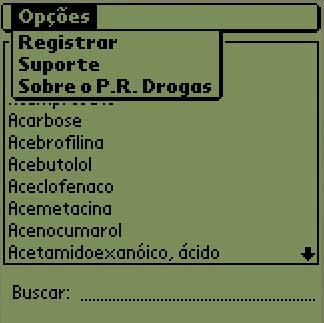 Opções
Registrar
Suporte
Sobre o P.R. Drogas
Acarbose
Acebrofilina
Acebutolol
Aceclofenaco
Acemetacina
Acenocumarol
Acetamidoexanóico, ácido
Buscar: